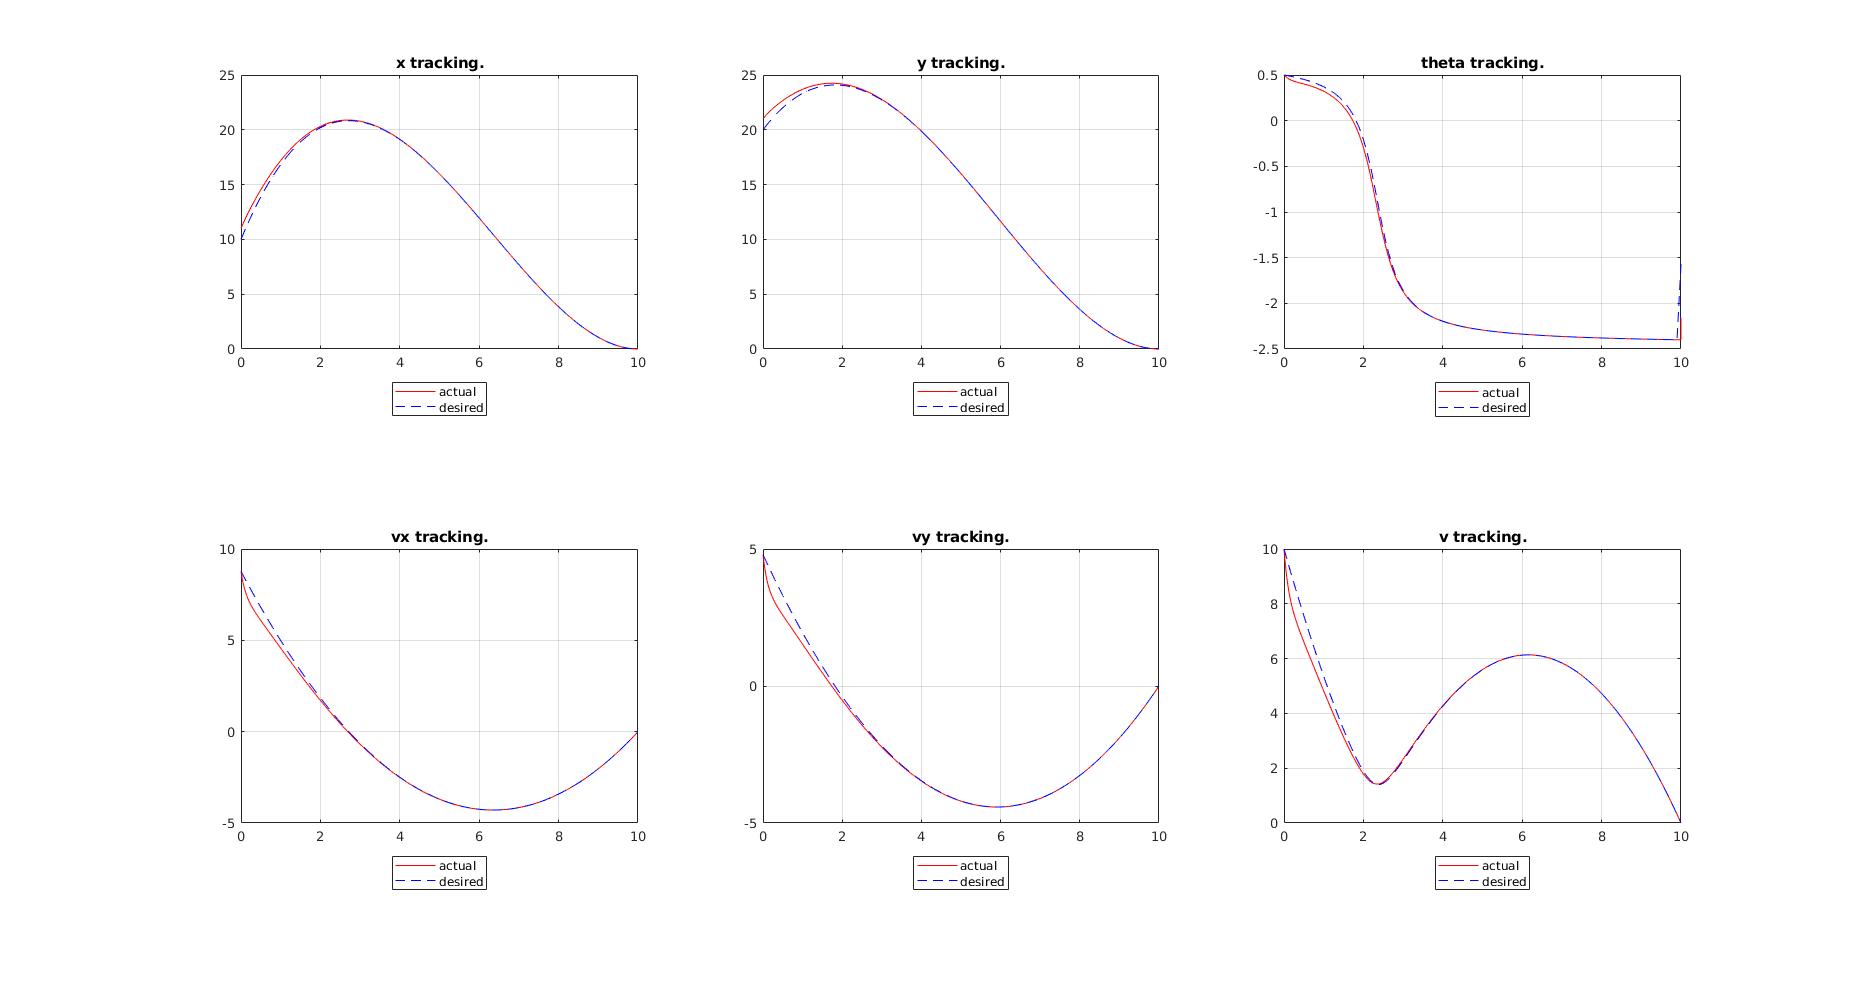 x tracking.
25
20
15
10
5
0
0 2 4 6 8 10
actual
desired
y tracking.
25
20
15
10
5
0
0 2 4 6 8 10
actual
desired
theta tracking.
0.5
0
-0.5
-1
-1.5
-2
-2.5
0 2 4 6 8 10
actual
desired
vx tracking.
10
5
0
-5
0 2 4 6 8 10
actual
desired
vy tracking.
5
0
-5
0 2 4 6 8 10
actual
desired
v tracking.
10
8
6
4
2
0
0 2 4 6 8 10
actual
desired